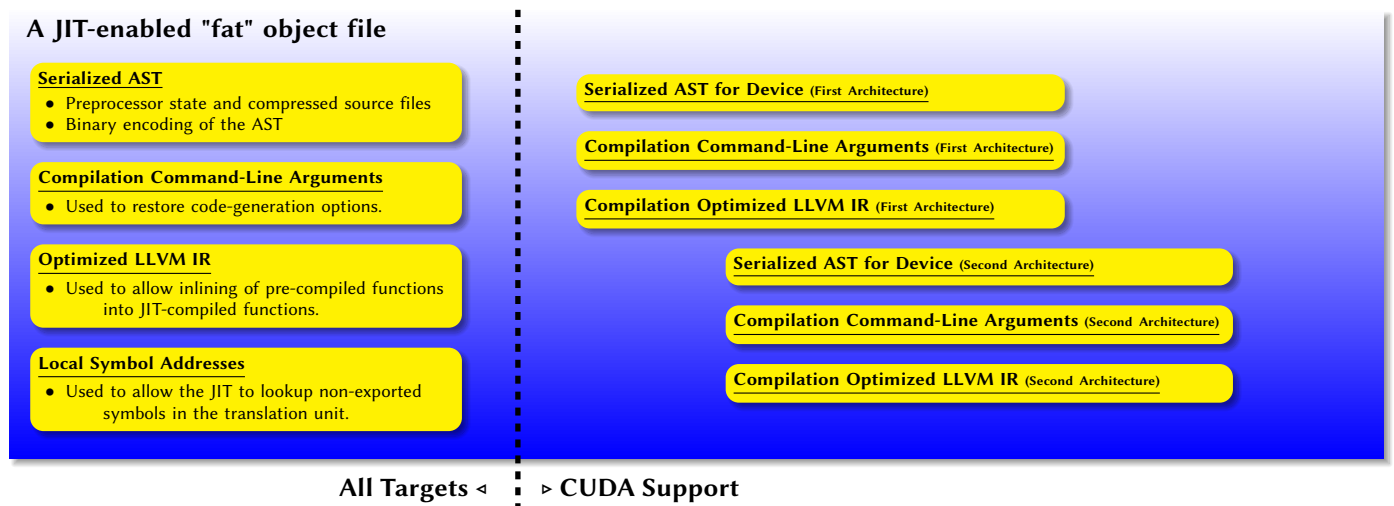 A JIT-enabled "fat" object file
Serialized AST
• Preprocessor state and compressed source files
• Binary encoding of the AST
Compilation Command-Line Arguments
• Used to restore code-generation options.
Optimized LLVM IR
• Used to allow inlining of pre-compiled functions
into JIT-compiled functions.
Local Symbol Addresses
• Used to allow the JIT to lookup non-exported
symbols in the translation unit.
Serialized AST for Device (First Architecture)
Compilation Command-Line Arguments (First Architecture)
Compilation Optimized LLVM IR (First Architecture)
Serialized AST for Device (Second Architecture)
Compilation Command-Line Arguments (Second Architecture)
Compilation Optimized LLVM IR (Second Architecture)
All Targets ◃
▹ CUDA Support